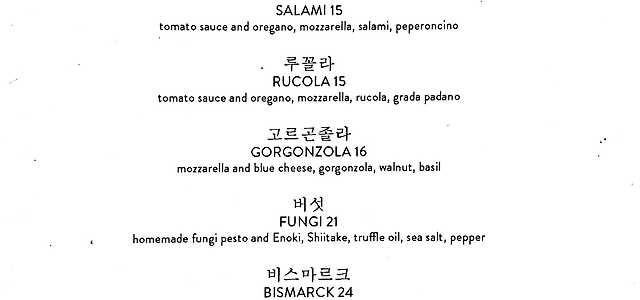 SALAMI 15
tomato sauce and oregano, mozzarella, salami, peperoncino
루꼴라
RUCOLA 15
tomato sauce and oregano, mozzarella, rucola, grada padano
고르곤졸라
GORGONZOLA 16
mozzarella and blue cheese, gorgonzola, walnut, basil
버섯
FUNGI 21
homemade fungi pesto and Enoki, Shiitake, truffle oil, sea salt, pepper
비스마르크
BISMARCK 24